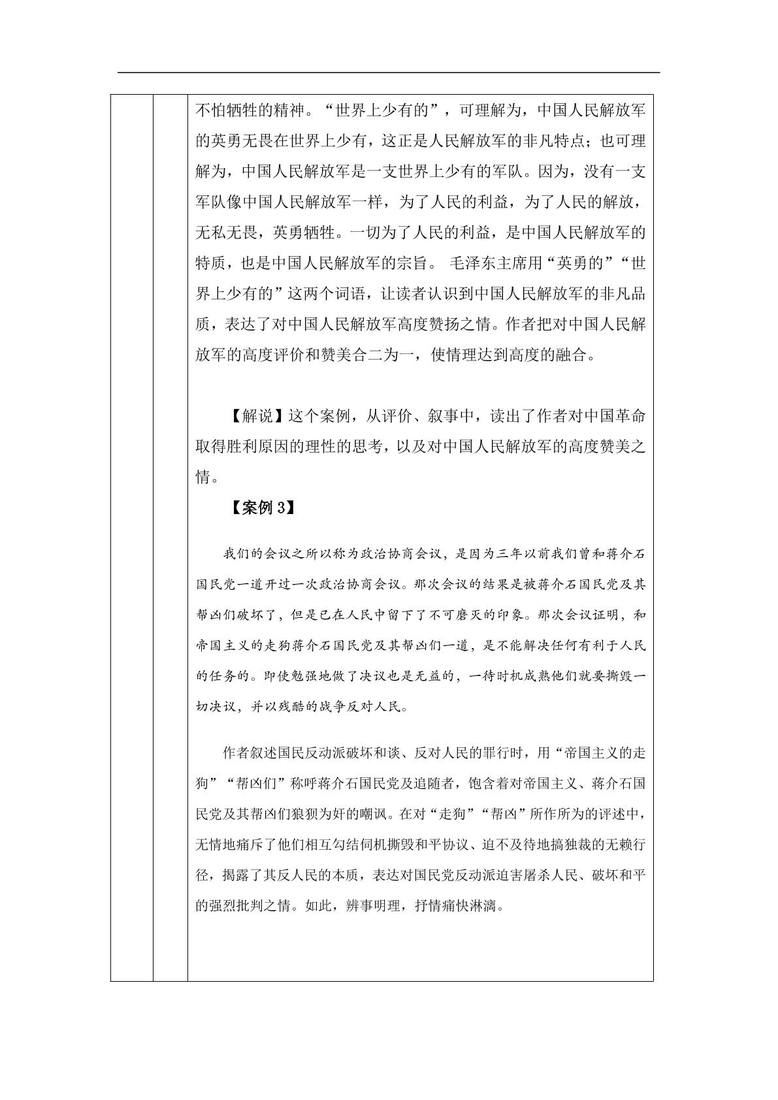 不怕牺牲的精神。“世界上少有的”，可理解为，中国人民解放军
的英勇无畏在世界上少有，这正是人民解放军的非凡特点；也可理
解为，中国人民解放军是一支世界上少有的军队。因为，没有一支
军队像中国人民解放军一样，为了人民的利益，为了人民的解放，
无私无畏，英勇牺牲。一切为了人民的利益，是中国人民解放军的
特质，也是中国人民解放军的宗旨。 毛泽东主席用“英勇的”“世
界上少有的”这两个词语，让读者认识到中国人民解放军的非凡品
质，表达了对中国人民解放军高度赞扬之情。作者把对中国人民解
放军的高度评价和赞美合二为一，使情理达到高度的融合。
【解说】这个案例，从评价、叙事中，读出了作者对中国革命
取得胜利原因的理性的思考，以及对中国人民解放军的高度赞美之
情。
【案例 3】
我们的会议之所以称为政治协商会议，是因为三年以前我们曾和蒋介石
国民党一道开过一次政治协商会议。那次会议的结果是被蒋介石国民党及其
帮凶们破坏了，但是已在人民中留下了不可磨灭的印象。那次会议证明，和
帝国主义的走狗蒋介石国民党及其帮凶们一道，是不能解决任何有利于人民
的任务的。即使勉强地做了决议也是无益的，一待时机成熟他们就要撕毁一
切决议，并以残酷的战争反对人民。
作者叙述国民反动派破坏和谈、反对人民的罪行时，用“帝国主义的走
狗”“帮凶们”称呼蒋介石国民党及追随者，饱含着对帝国主义、蒋介石国
民党及其帮凶们狼狈为奸的嘲讽。在对“走狗”“帮凶”所作所为的评述中，
无情地痛斥了他们相互勾结伺机撕毁和平协议、迫不及待地搞独裁的无赖行
径，揭露了其反人民的本质，表达对国民党反动派迫害屠杀人民、破坏和平
的强烈批判之情。如此，辨事明理，抒情痛快淋漓。